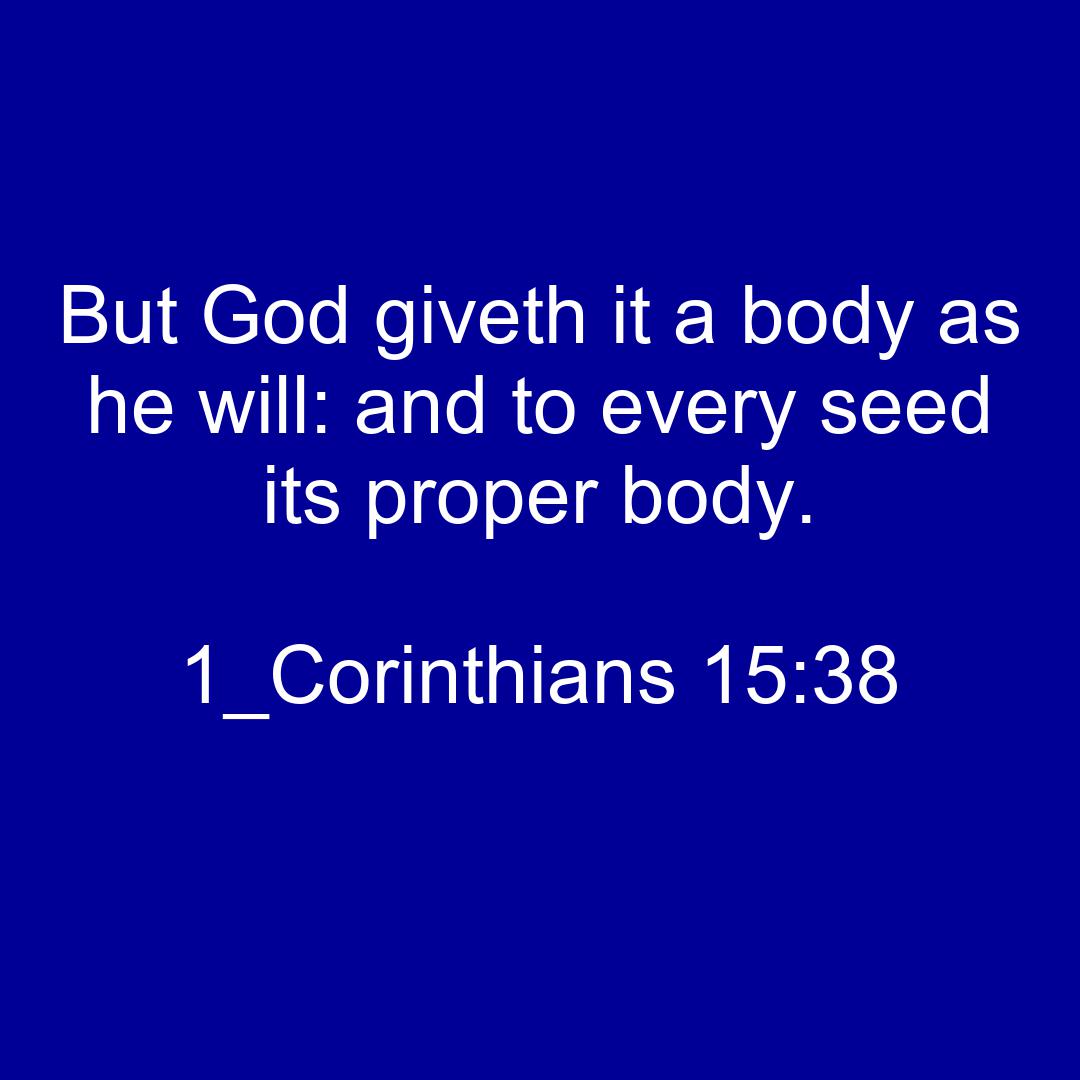 But God giveth it a body as
he will: and to every seed
its proper body.
1_Corinthians 15:38